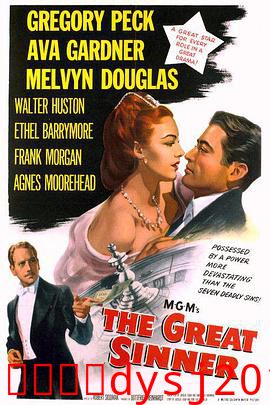 GREGORY PECK
AVA GARDNER
MELVYN DOUGLAS
A GREAT STAR
FOR EVERY
ROLE IN A
GREAT
DRAMA!
WALTER HUSTON
ETHEL BARRYMORE
FRANK MORGAN
AGNES MOOREHEAD
POSSESSED
BY A POWER
MORE
DEVASTATING
THAN THE
SEVEN DEADLY SINS!
MGM's
THE GREAT
SINNER
dysj20